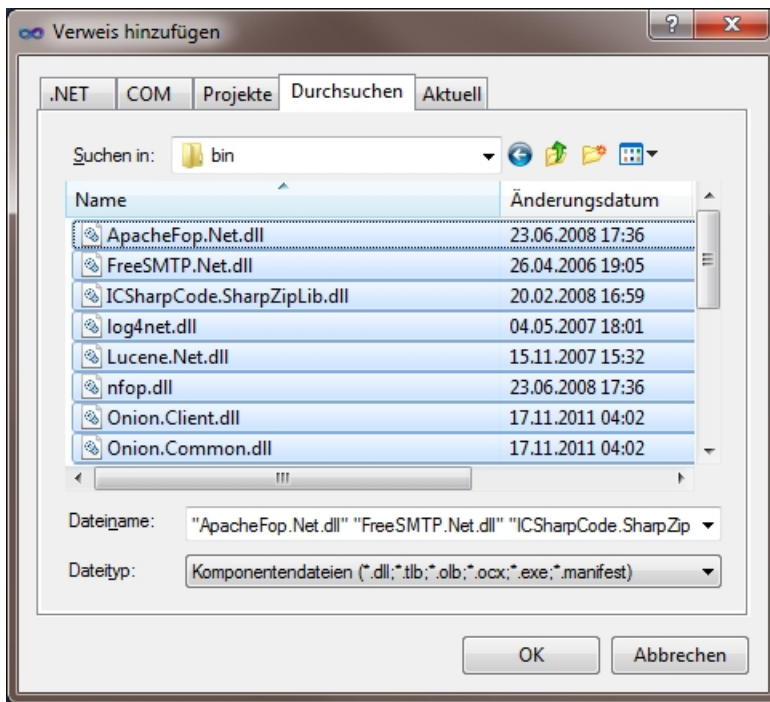 Verweis hinzufügen
.NET COM Projekte Durchsuchen Aktuell
Suchen in: bin
Name Änderungsdatum
ApacheFop.Net.dll 23.06.2008 17:36
FreeSMTP.Net.dll 26.04.2006 19:05
ICSharpCode.SharpZipLib.dll 20.02.2008 16:59
log4net.dll 04.05.2007 18:01
Lucene.Net.dll 15.11.2007 15:32
nfop.dll 23.06.2008 17:36
Onion.Client.dll 17.11.2011 04:02
Onion.Common.dll 17.11.2011 04:02
Dateiname: "ApacheFop.Net.dll" "FreeSMTP.Net.dll" "ICSharpCode.SharpZip
Dateityp: Komponentendateien (*.dll;*.tlb;*.olb;*.ocx;*.exe;*.manifest)
OK Abbrechen